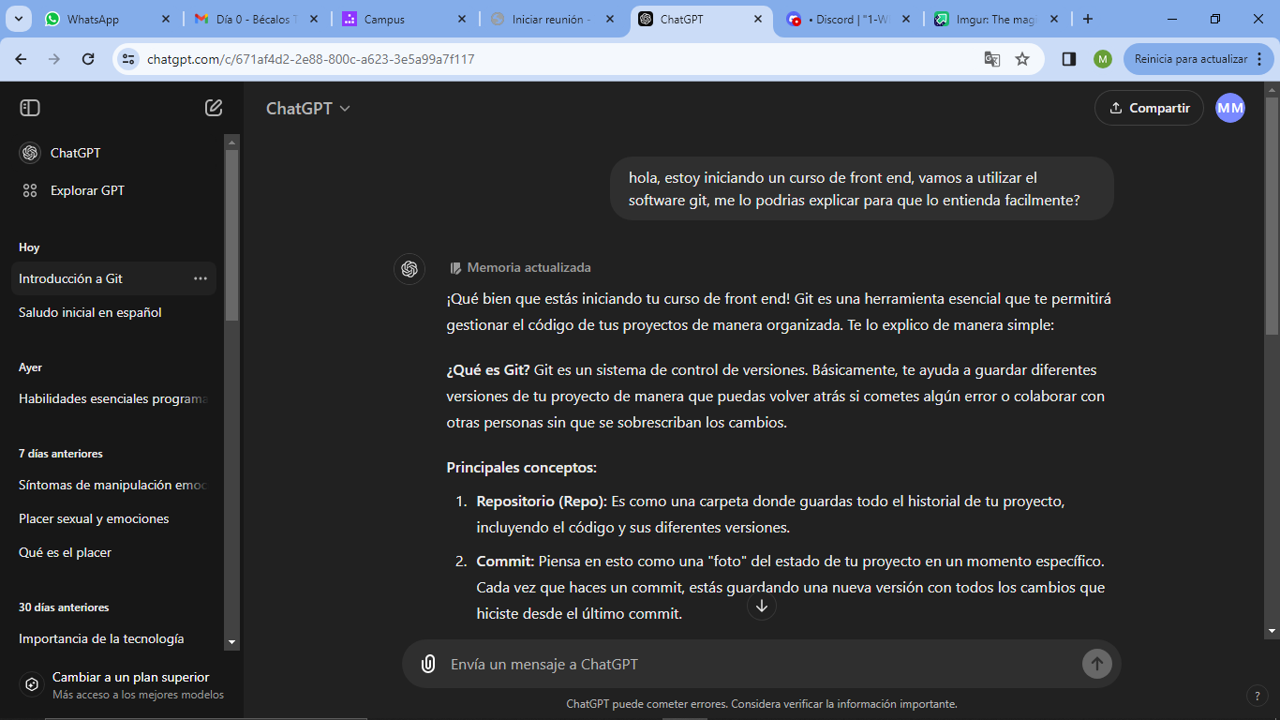 WhatsApp
Día 0 - Bécalos
Campus
Iniciar reunión -
ChatGPT
• Discord | "1-W
Imgur: The magi
chatgpt.com/c/671af4d2-2e88-800c-a623-3e5a99a7f117
M
Reinicia para actualizar
ChatGPT
Compartir
MM
ChatGPT
Explorar GPT
Hoy
Introducción a Git
Saludo inicial en español
Ayer
Habilidades esenciales programa
7 días anteriores
Síntomas de manipulación emoc
Placer sexual y emociones
Qué es el placer
30 días anteriores
Importancia de la tecnología
Cambiar a un plan superior
Más acceso a los mejores modelos
hola, estoy iniciando un curso de front end, vamos a utilizar el
software git, me lo podrias explicar para que lo entienda facilmente?
Memoria actualizada
¡Qué bien que estás iniciando tu curso de front end! Git es una herramienta esencial que te permitirá
gestionar el código de tus proyectos de manera organizada. Te lo explico de manera simple:
¿Qué es Git? Git es un sistema de control de versiones. Básicamente, te ayuda a guardar diferentes
versiones de tu proyecto de manera que puedas volver atrás si cometes algún error o colaborar con
otras personas sin que se sobrescriban los cambios.
Principales conceptos:
1. Repositorio (Repo): Es como una carpeta donde guardas todo el historial de tu proyecto,
incluyendo el código y sus diferentes versiones.
2. Commit: Piensa en esto como una "foto" del estado de tu proyecto en un momento específico.
Cada vez que haces un commit, estás guardando una nueva versión con todos los cambios que
hiciste desde el último commit.
Envía un mensaje a ChatGPT
ChatGPT puede cometer errores. Considera verificar la información importante.
?